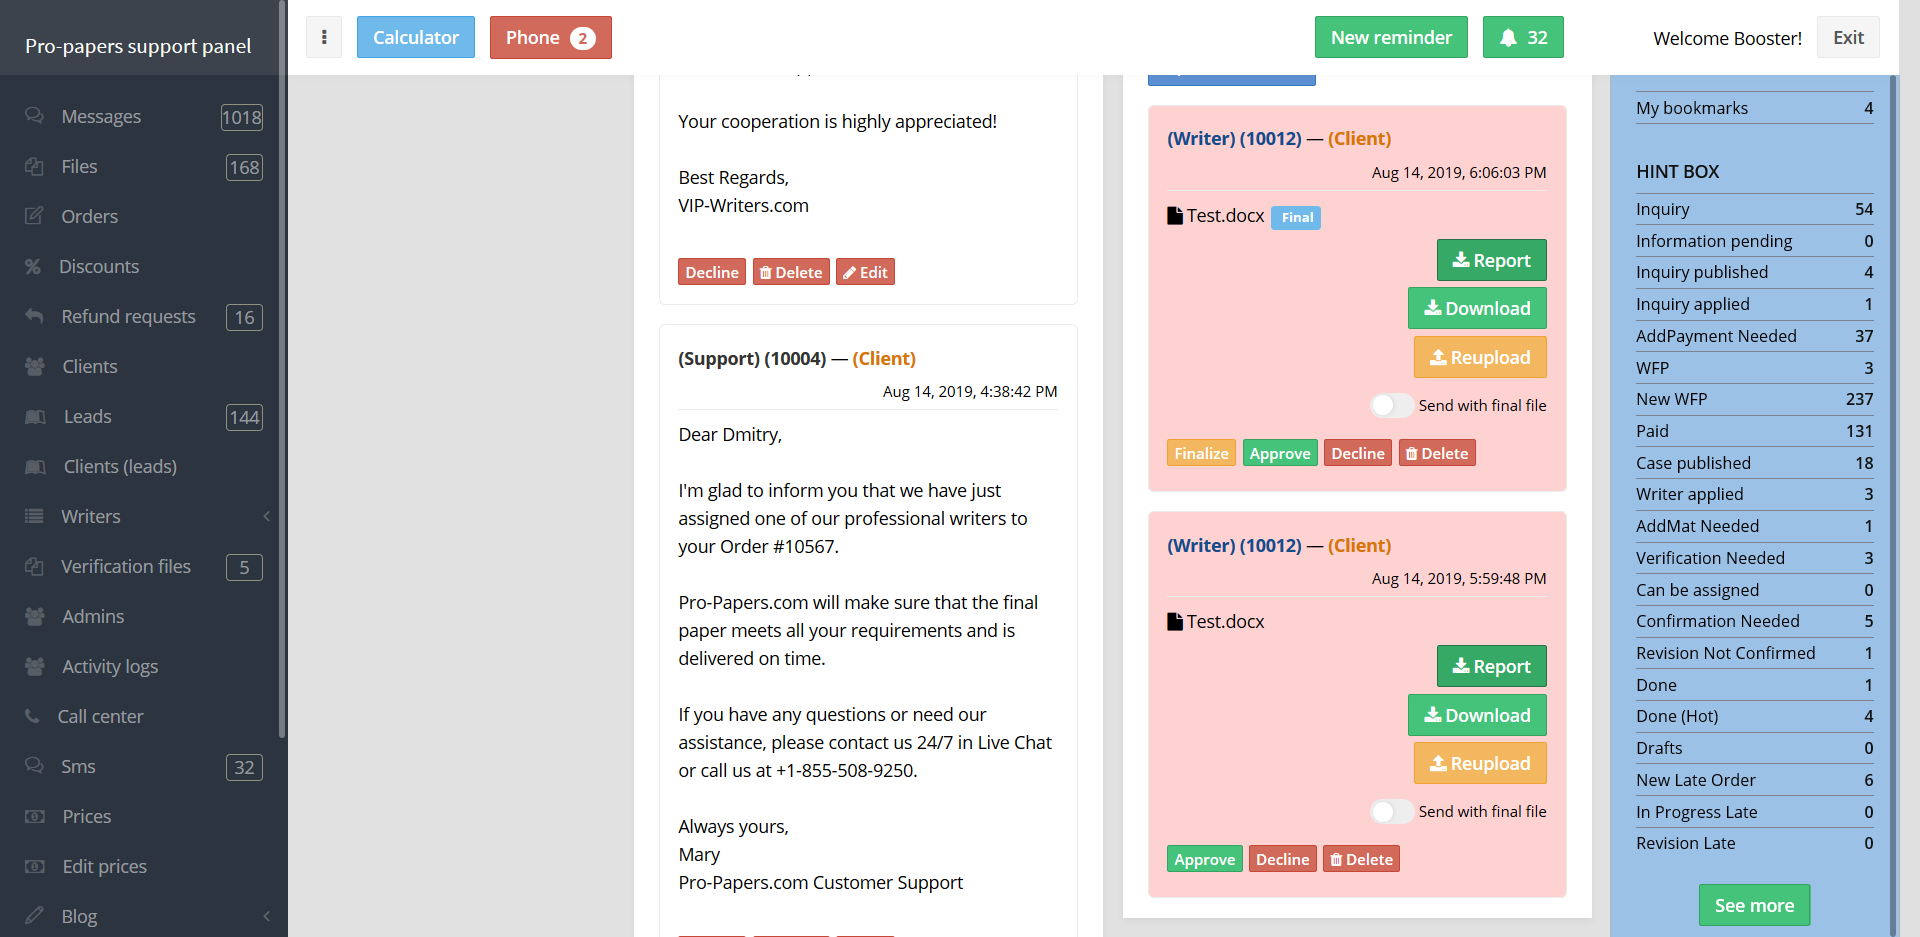 Pro-papers support panel
Calculator
Phone 2
New reminder
32
Welcome Booster!
Exit
Messages 1018
Files 168
Orders
Discounts
Refund requests 16
Clients
Leads 144
Clients (leads)
Writers
Verification files 5
Admins
Activity logs
Call center
Sms 32
Prices
Edit prices
Blog
Your cooperation is highly appreciated!
Best Regards,
VIP-Writers.com
Decline Delete Edit
(Support) (10004) — (Client)
Aug 14, 2019, 4:38:42 PM
Dear Dmitry,
I'm glad to inform you that we have just
assigned one of our professional writers to
your Order #10567.
Pro-Papers.com will make sure that the final
paper meets all your requirements and is
delivered on time.
If you have any questions or need our
assistance, please contact us 24/7 in Live Chat
or call us at +1-855-508-9250.
Always yours,
Mary
Pro-Papers.com Customer Support
(Writer) (10012) — (Client)
Aug 14, 2019, 6:06:03 PM
Test.docx Final
Report
Download
Reupload
Send with final file
Finalize Approve Decline Delete
(Writer) (10012) — (Client)
Aug 14, 2019, 5:59:48 PM
Test.docx
Report
Download
Reupload
Send with final file
Approve Decline Delete
My bookmarks 4
HINT BOX
Inquiry 54
Information pending 0
Inquiry published 4
Inquiry applied 1
AddPayment Needed 37
WFP 3
New WFP 237
Paid 131
Case published 18
Writer applied 3
AddMat Needed 1
Verification Needed 3
Can be assigned 0
Confirmation Needed 5
Revision Not Confirmed 1
Done 1
Done (Hot) 4
Drafts 0
New Late Order 6
In Progress Late 0
Revision Late 0
See more